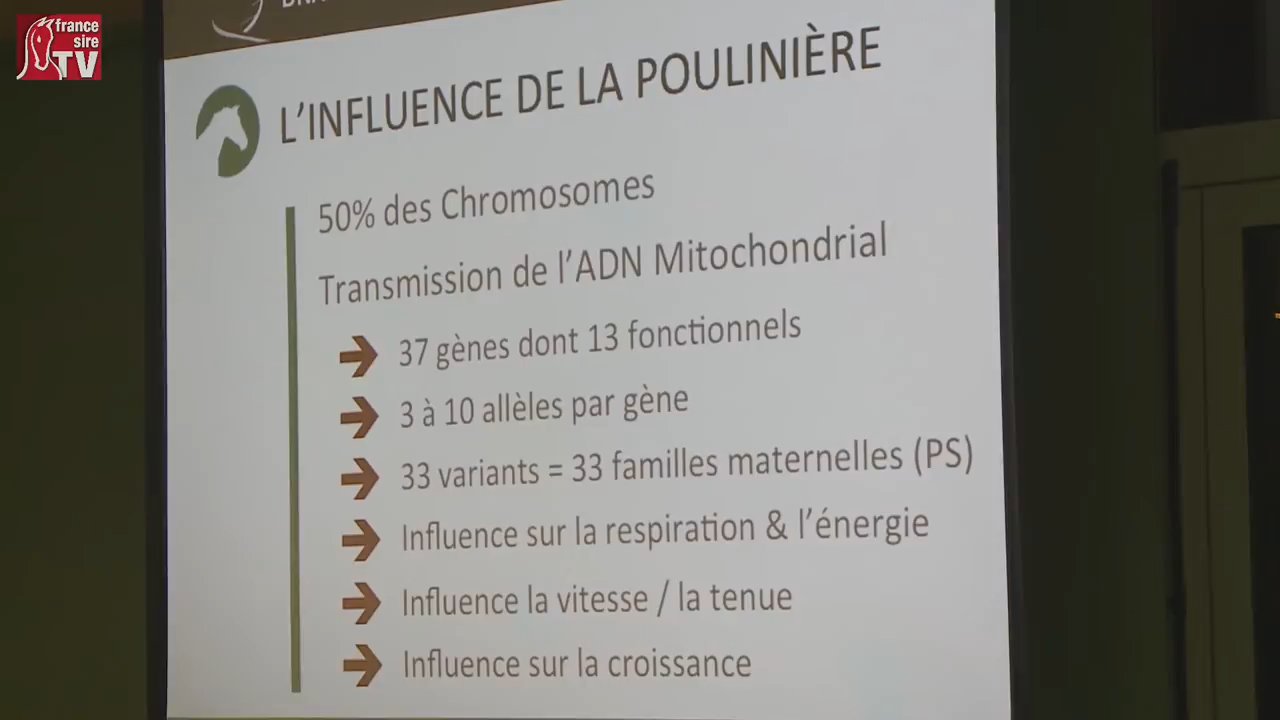 france
sire
TV
L'INFLUENCE DE LA POULINIÈRE
50% des Chromosomes
Transmission de l'ADN Mitochondrial
37 gènes dont 13 fonctionnels
3 à 10 allèles par gène
33 variants = 33 familles maternelles (PS)
Influence sur la respiration & l'énergie
Influence la vitesse / la tenue
Influence sur la croissance